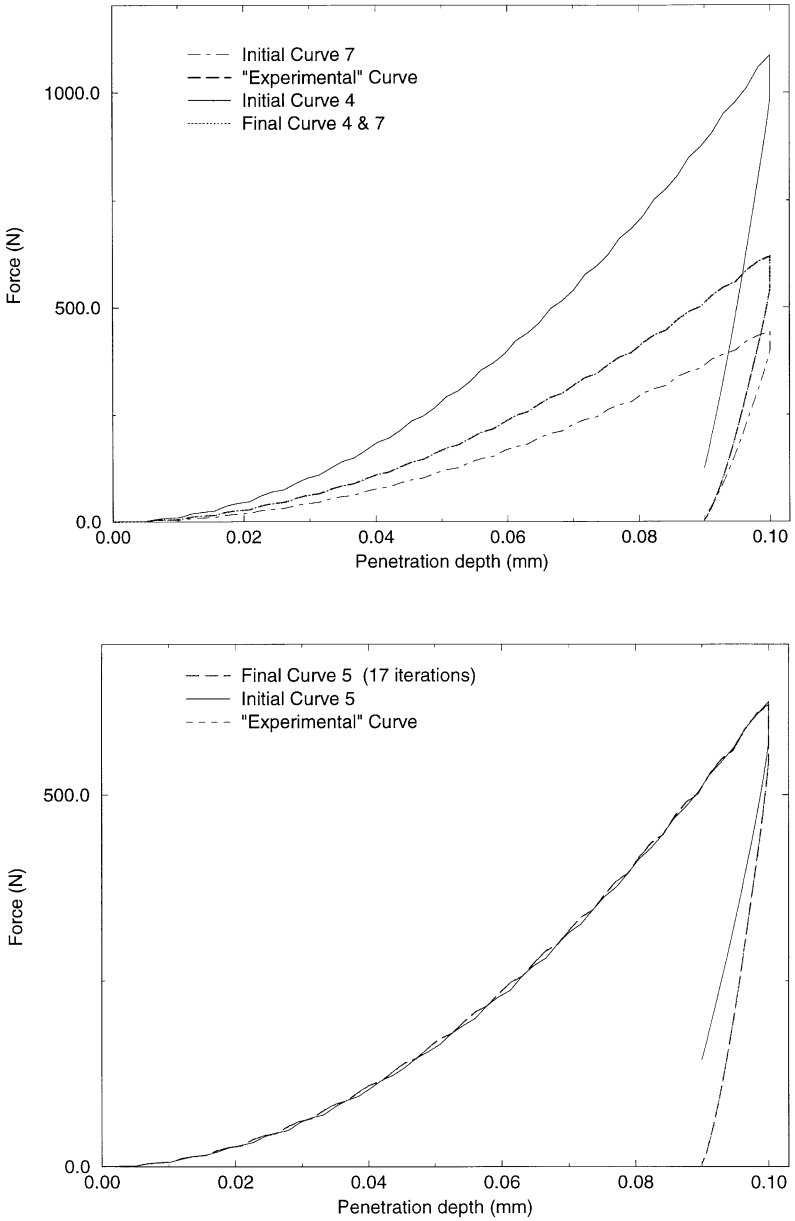 Initial Curve 7
"Experimental" Curve
Initial Curve 4
Final Curve 4 & 7
1000.0
500.0
0.0
Force (N)
0.00 0.02 0.04 0.06 0.08 0.10
Penetration depth (mm)
Final Curve 5 (17 iterations)
Initial Curve 5
"Experimental" Curve
500.0
0.0
Force (N)
0.00 0.02 0.04 0.06 0.08 0.10
Penetration depth (mm)